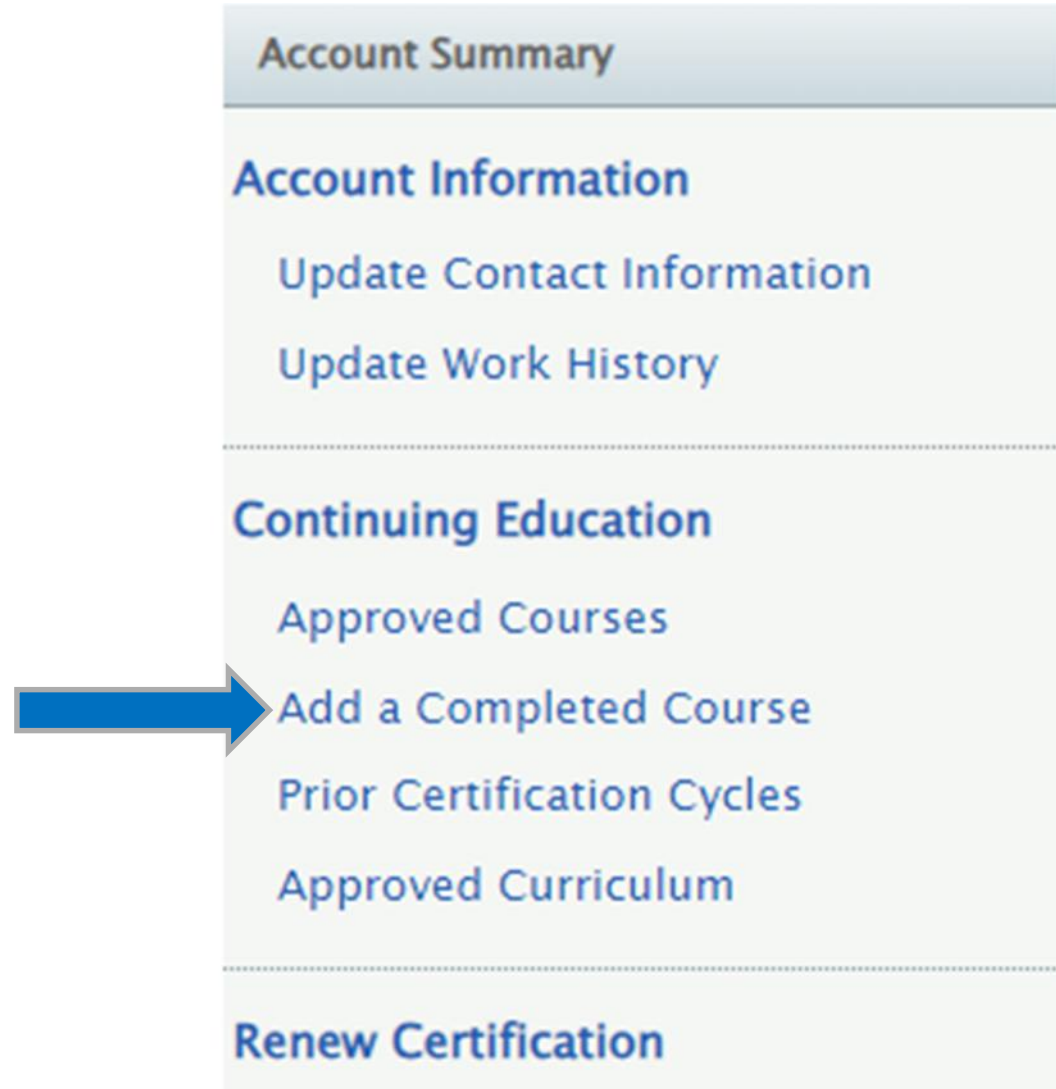 Account Summary
Account Information
Update Contact Information
Update Work History
Continuing Education
Approved Courses
Add a Completed Course
Prior Certification Cycles
Approved Curriculum
Renew Certification